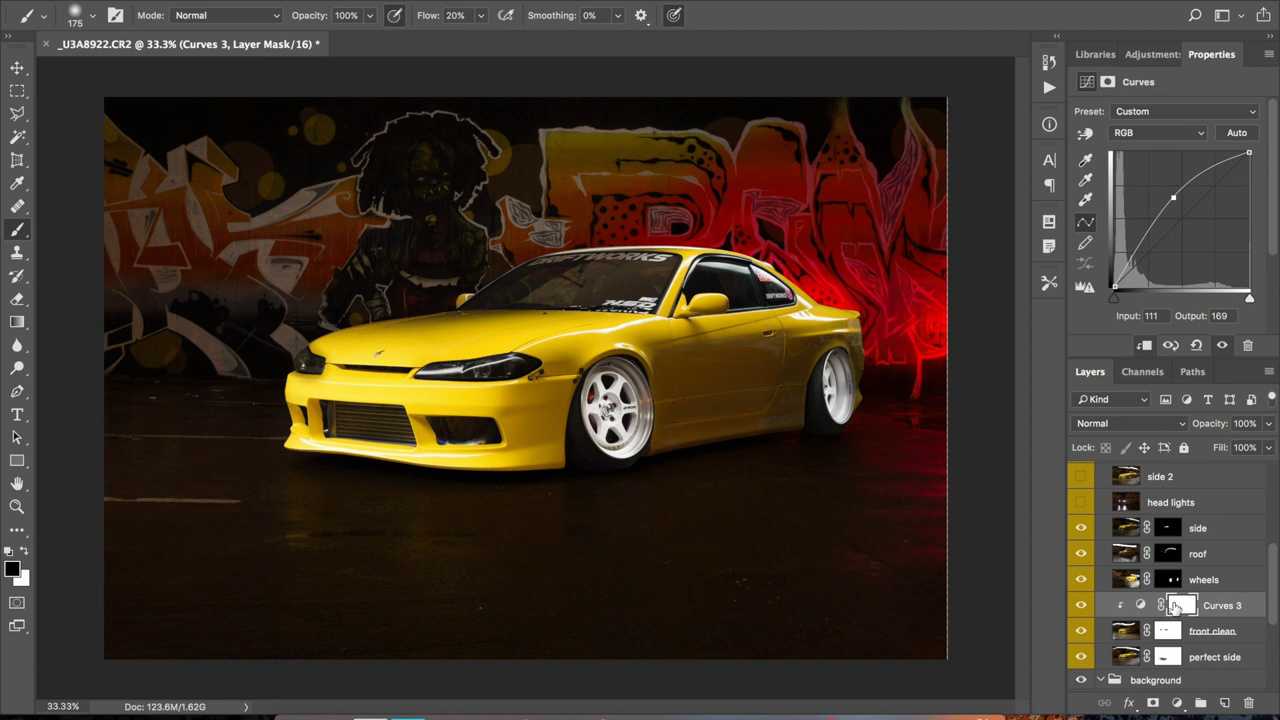 175
Mode: Normal
Opacity: 100%
Flow: 20%
Smoothing: 0%
_U3A8922.CR2 @ 33.3% (Curves 3, Layer Mask/16) *
Libraries Adjustment: Properties
Curves
Preset: Custom
RGB Auto
DRIFTWORKS
DRIFTWORKS
Input: 111 Output: 169
Layers Channels Paths
Kind
Normal Opacity: 100%
Lock: Fill: 100%
side 2
head lights
side
roof
wheels
Curves 3
front clean
perfect side
background
33.33% Doc: 123.6M/1.62G